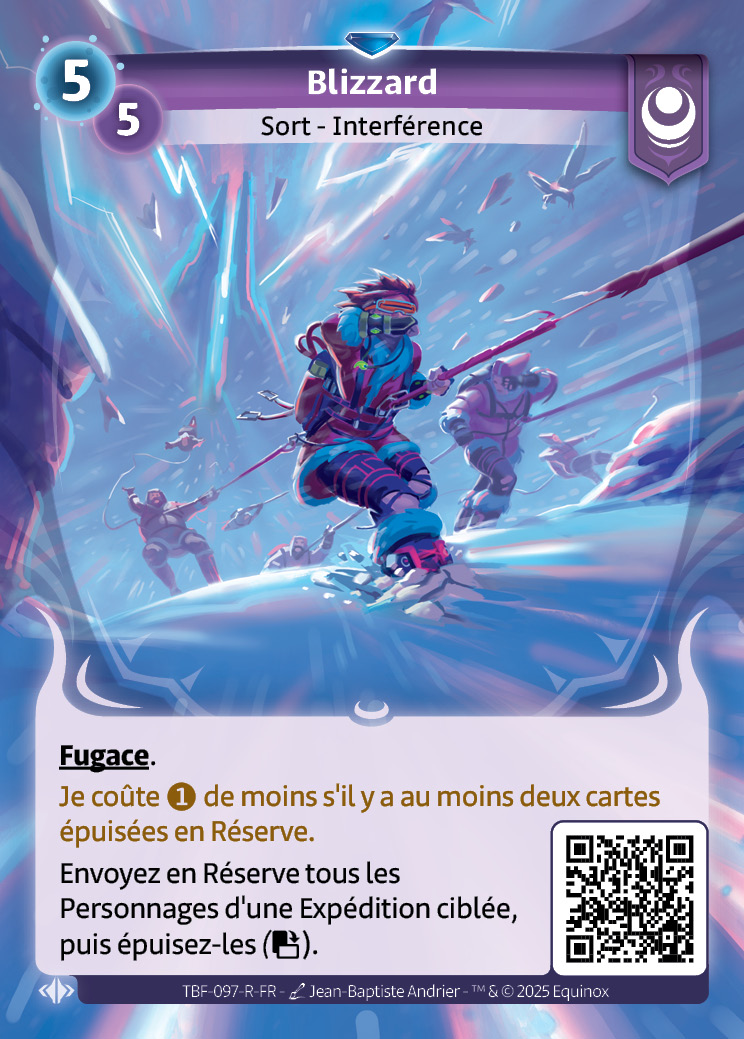 5
Blizzard
5
Sort - Interférence
Fugace.
Je coûte 1 de moins s'il y a au moins deux cartes
épuisées en Réserve.
Envoyez en Réserve tous les
Personnages d'une Expédition ciblée,
puis épuisez-les ( ).
TBF-097-R-FR - Jean-Baptiste Andrier - ™ & © 2025 Equinox